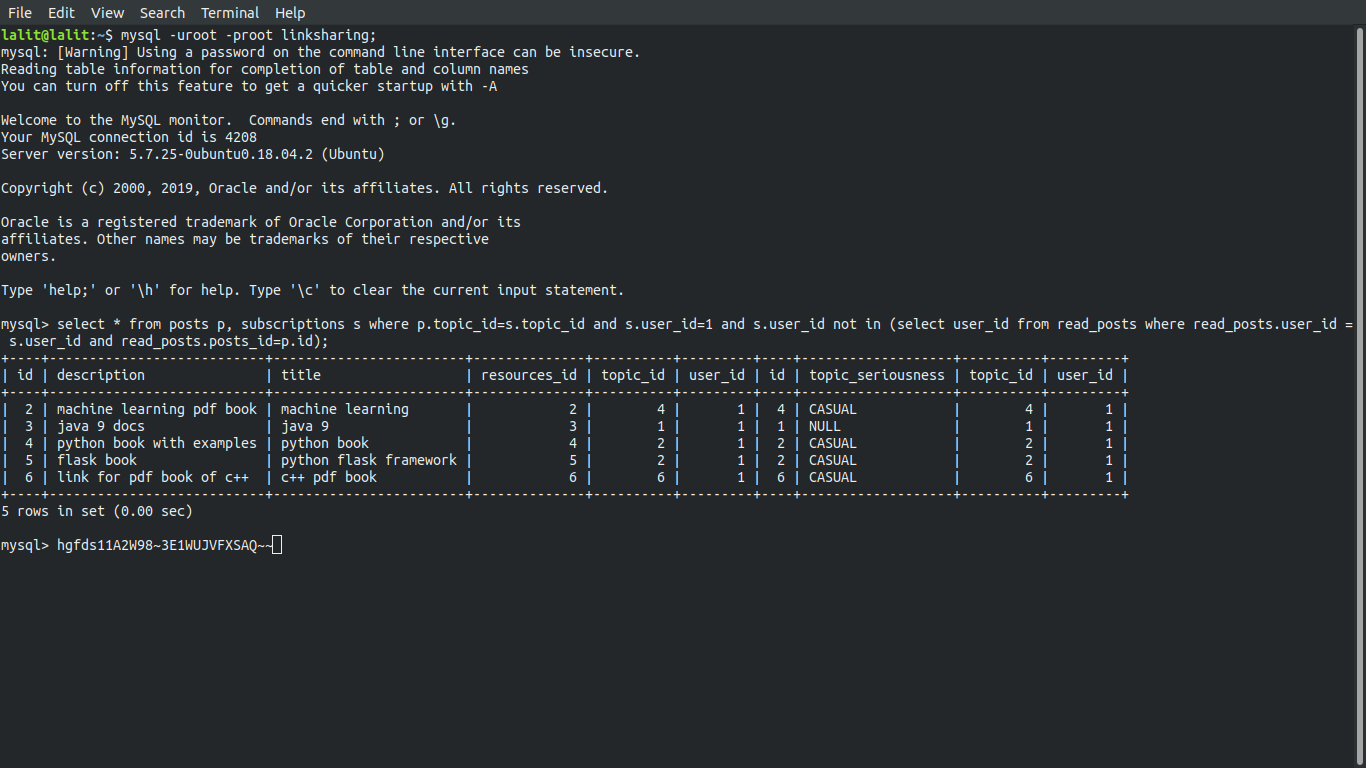 File Edit View Search Terminal Help
lalit@lalit:~$ mysql -uroot -proot linksharing;
mysql: [Warning] Using a password on the command line interface can be insecure.
Reading table information for completion of table and column names
You can turn off this feature to get a quicker startup with -A
Welcome to the MySQL monitor.  Commands end with ; or \g.
Your MySQL connection id is 4208
Server version: 5.7.25-0ubuntu0.18.04.2 (Ubuntu)
Copyright (c) 2000, 2019, Oracle and/or its affiliates. All rights reserved.
Oracle is a registered trademark of Oracle Corporation and/or its
affiliates. Other names may be trademarks of their respective
owners.
Type 'help;' or '\h' for help. Type '\c' to clear the current input statement.
mysql> select * from posts p, subscriptions s where p.topic_id=s.topic_id and s.user_id=1 and s.user_id not in (select user_id from read_posts where read_posts.user_id =
 s.user_id and read_posts.posts_id=p.id);
+----+---------------------------+------------------------+--------------+----------+---------+----+-------------------+----------+---------+
| id | description               | title                  | resources_id | topic_id | user_id | id | topic_seriousness | topic_id | user_id |
+----+---------------------------+------------------------+--------------+----------+---------+----+-------------------+----------+---------+
|  2 | machine learning pdf book | machine learning       |            2 |        4 |       1 |  4 | CASUAL            |        4 |       1 |
|  3 | java 9 docs               | java 9                 |            3 |        1 |       1 |  1 | NULL              |        1 |       1 |
|  4 | python book with examples | python book            |            4 |        2 |       1 |  2 | CASUAL            |        2 |       1 |
|  5 | flask book                | python flask framework |            5 |        2 |       1 |  2 | CASUAL            |        2 |       1 |
|  6 | link for pdf book of c++  | c++ pdf book           |            6 |        6 |       1 |  6 | CASUAL            |        6 |       1 |
+----+---------------------------+------------------------+--------------+----------+---------+----+-------------------+----------+---------+
5 rows in set (0.00 sec)
mysql> hgfds11A2W98~3E1WUJVFXSAQ~~